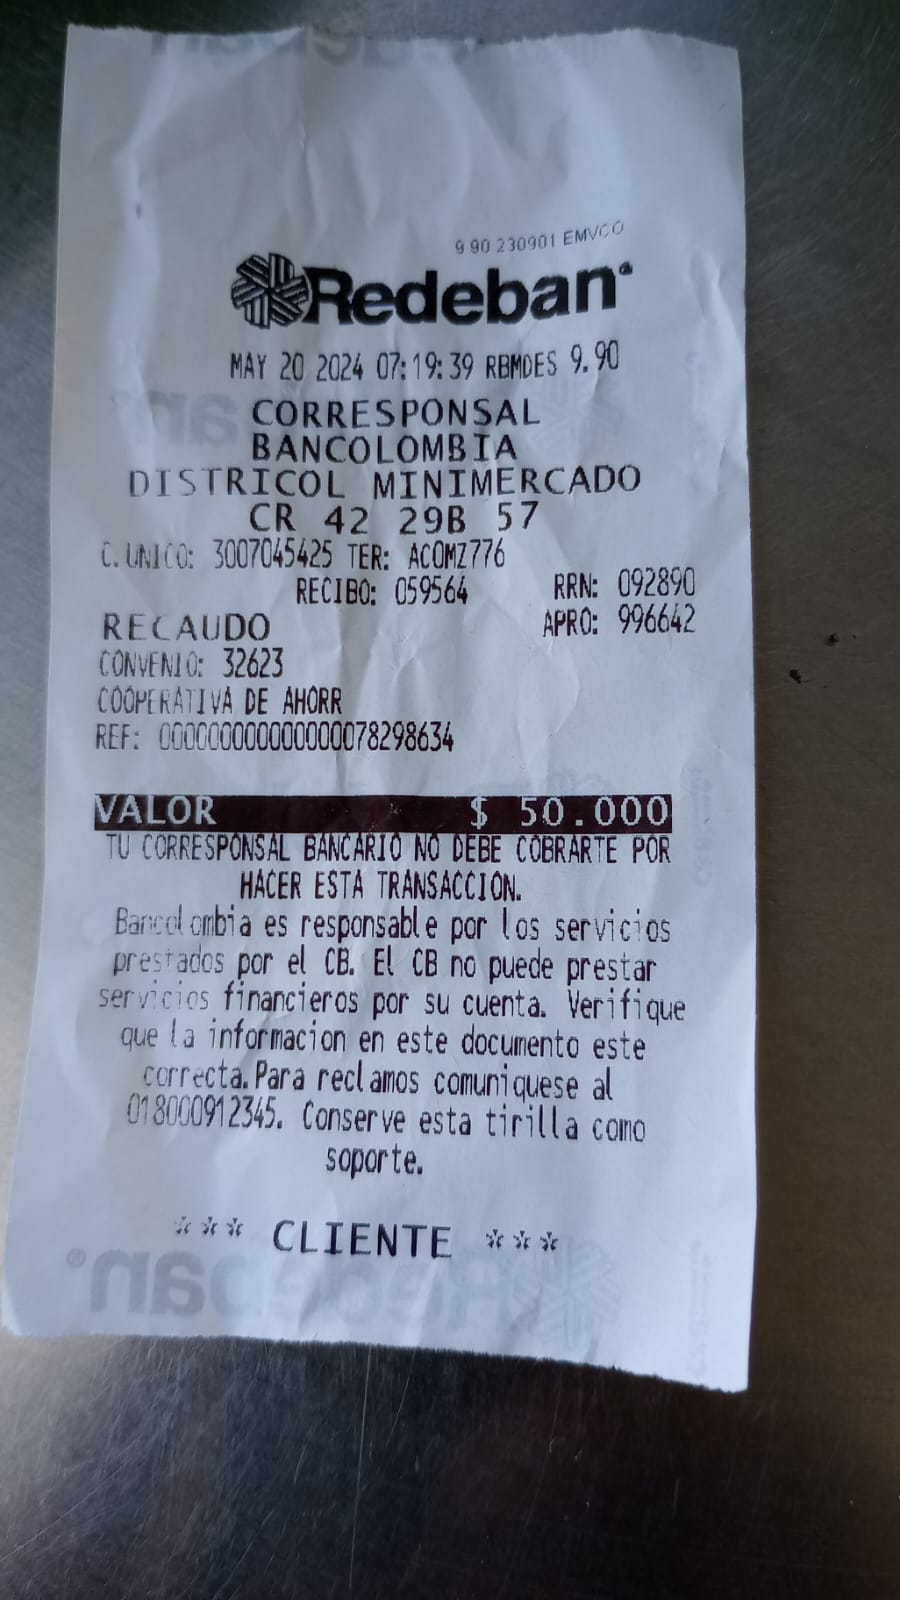 9.90 230901 EMVCO
Redeban
MAY 20 2024 07:19:39 RBMDES 9.90
CORRESPONSAL
BANCOLOMBIA
DISTRICOL MINIMERCADO
CR 42 29B 57
C.UNICO: 3007045425 TER: ACOMZ776
RECIBO: 059564 RRN: 092890
RECAUDO APRO: 996642
CONVENIO: 32623
COOPERATIVA DE AHORR
REF: 000000000000000078298634
VALOR $ 50.000
TU CORRESPONSAL BANCARIO NO DEBE COBRARTE POR
HACER ESTA TRANSACCION.
Bancolombia es responsable por los servicios
prestados por el CB. El CB no puede prestar
servicios financieros por su cuenta. Verifique
que la informacion en este documento este
correcta.Para reclamos comuniquese al
018000912345. Conserve esta tirilla como
soporte.
*** CLIENTE ***